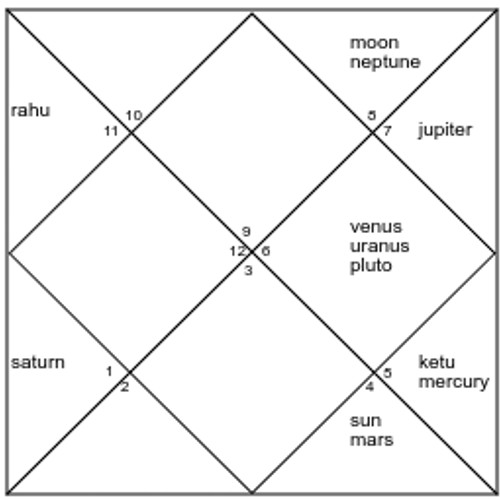 moon
neptune
rahu
10
8
11
7
jupiter
9
venus
12
6
uranus
3
pluto
saturn
1
5
ketu
2
4
mercury
sun
mars